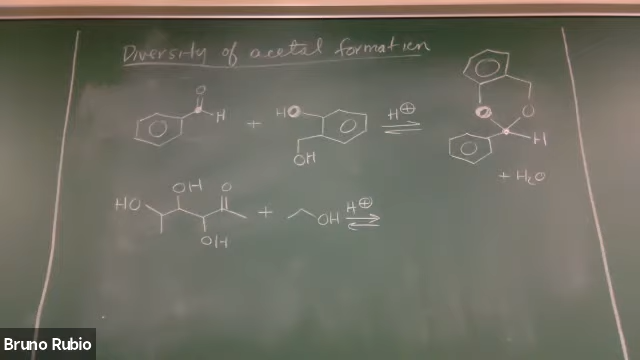 Diversity of acetal formation
O
H + HO OH H⊕ ⇌ O O H
+ H2O
HO OH O OH + OH H⊕ ⇌
Bruno Rubio